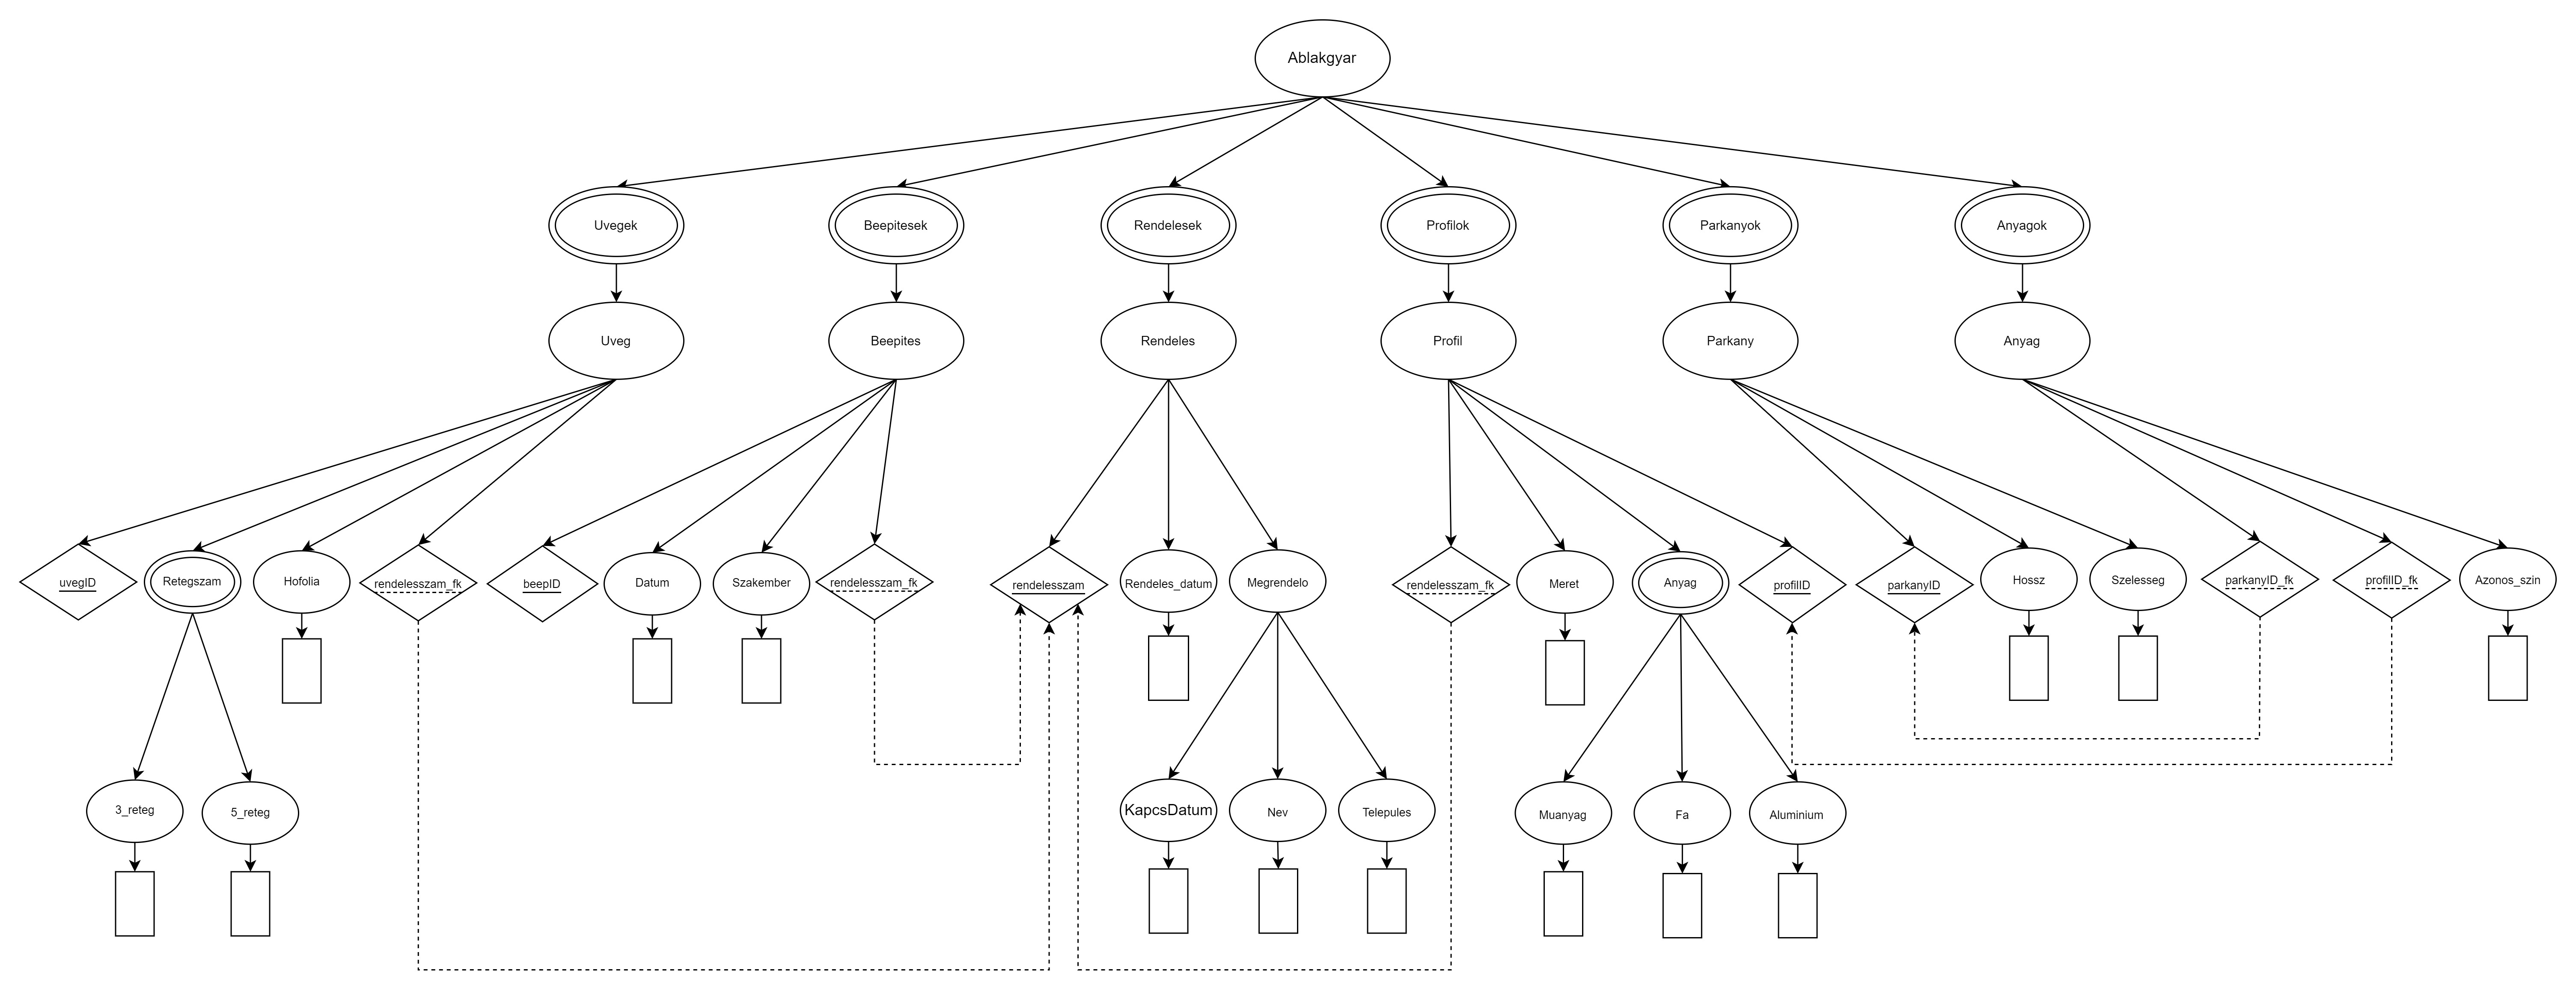 Ablakgyar
Uvegek
Beepitesek
Rendelesek
Profilok
Parkanyok
Anyagok
Uveg
Beepites
Rendeles
Profil
Parkany
Anyag
uvegID
Retegszam
Hofolia
rendelesszam_fk
beepID
Datum
Szakember
rendelesszam_fk
rendelesszam
Rendeles_datum
Megrendelo
rendelesszam_fk
Meret
Anyag
profilID
parkanyID
Hossz
Szelesseg
parkanyID_fk
profilID_fk
Azonos_szin
3_reteg
5_reteg
KapcsDatum
Nev
Telepules
Muanyag
Fa
Aluminium